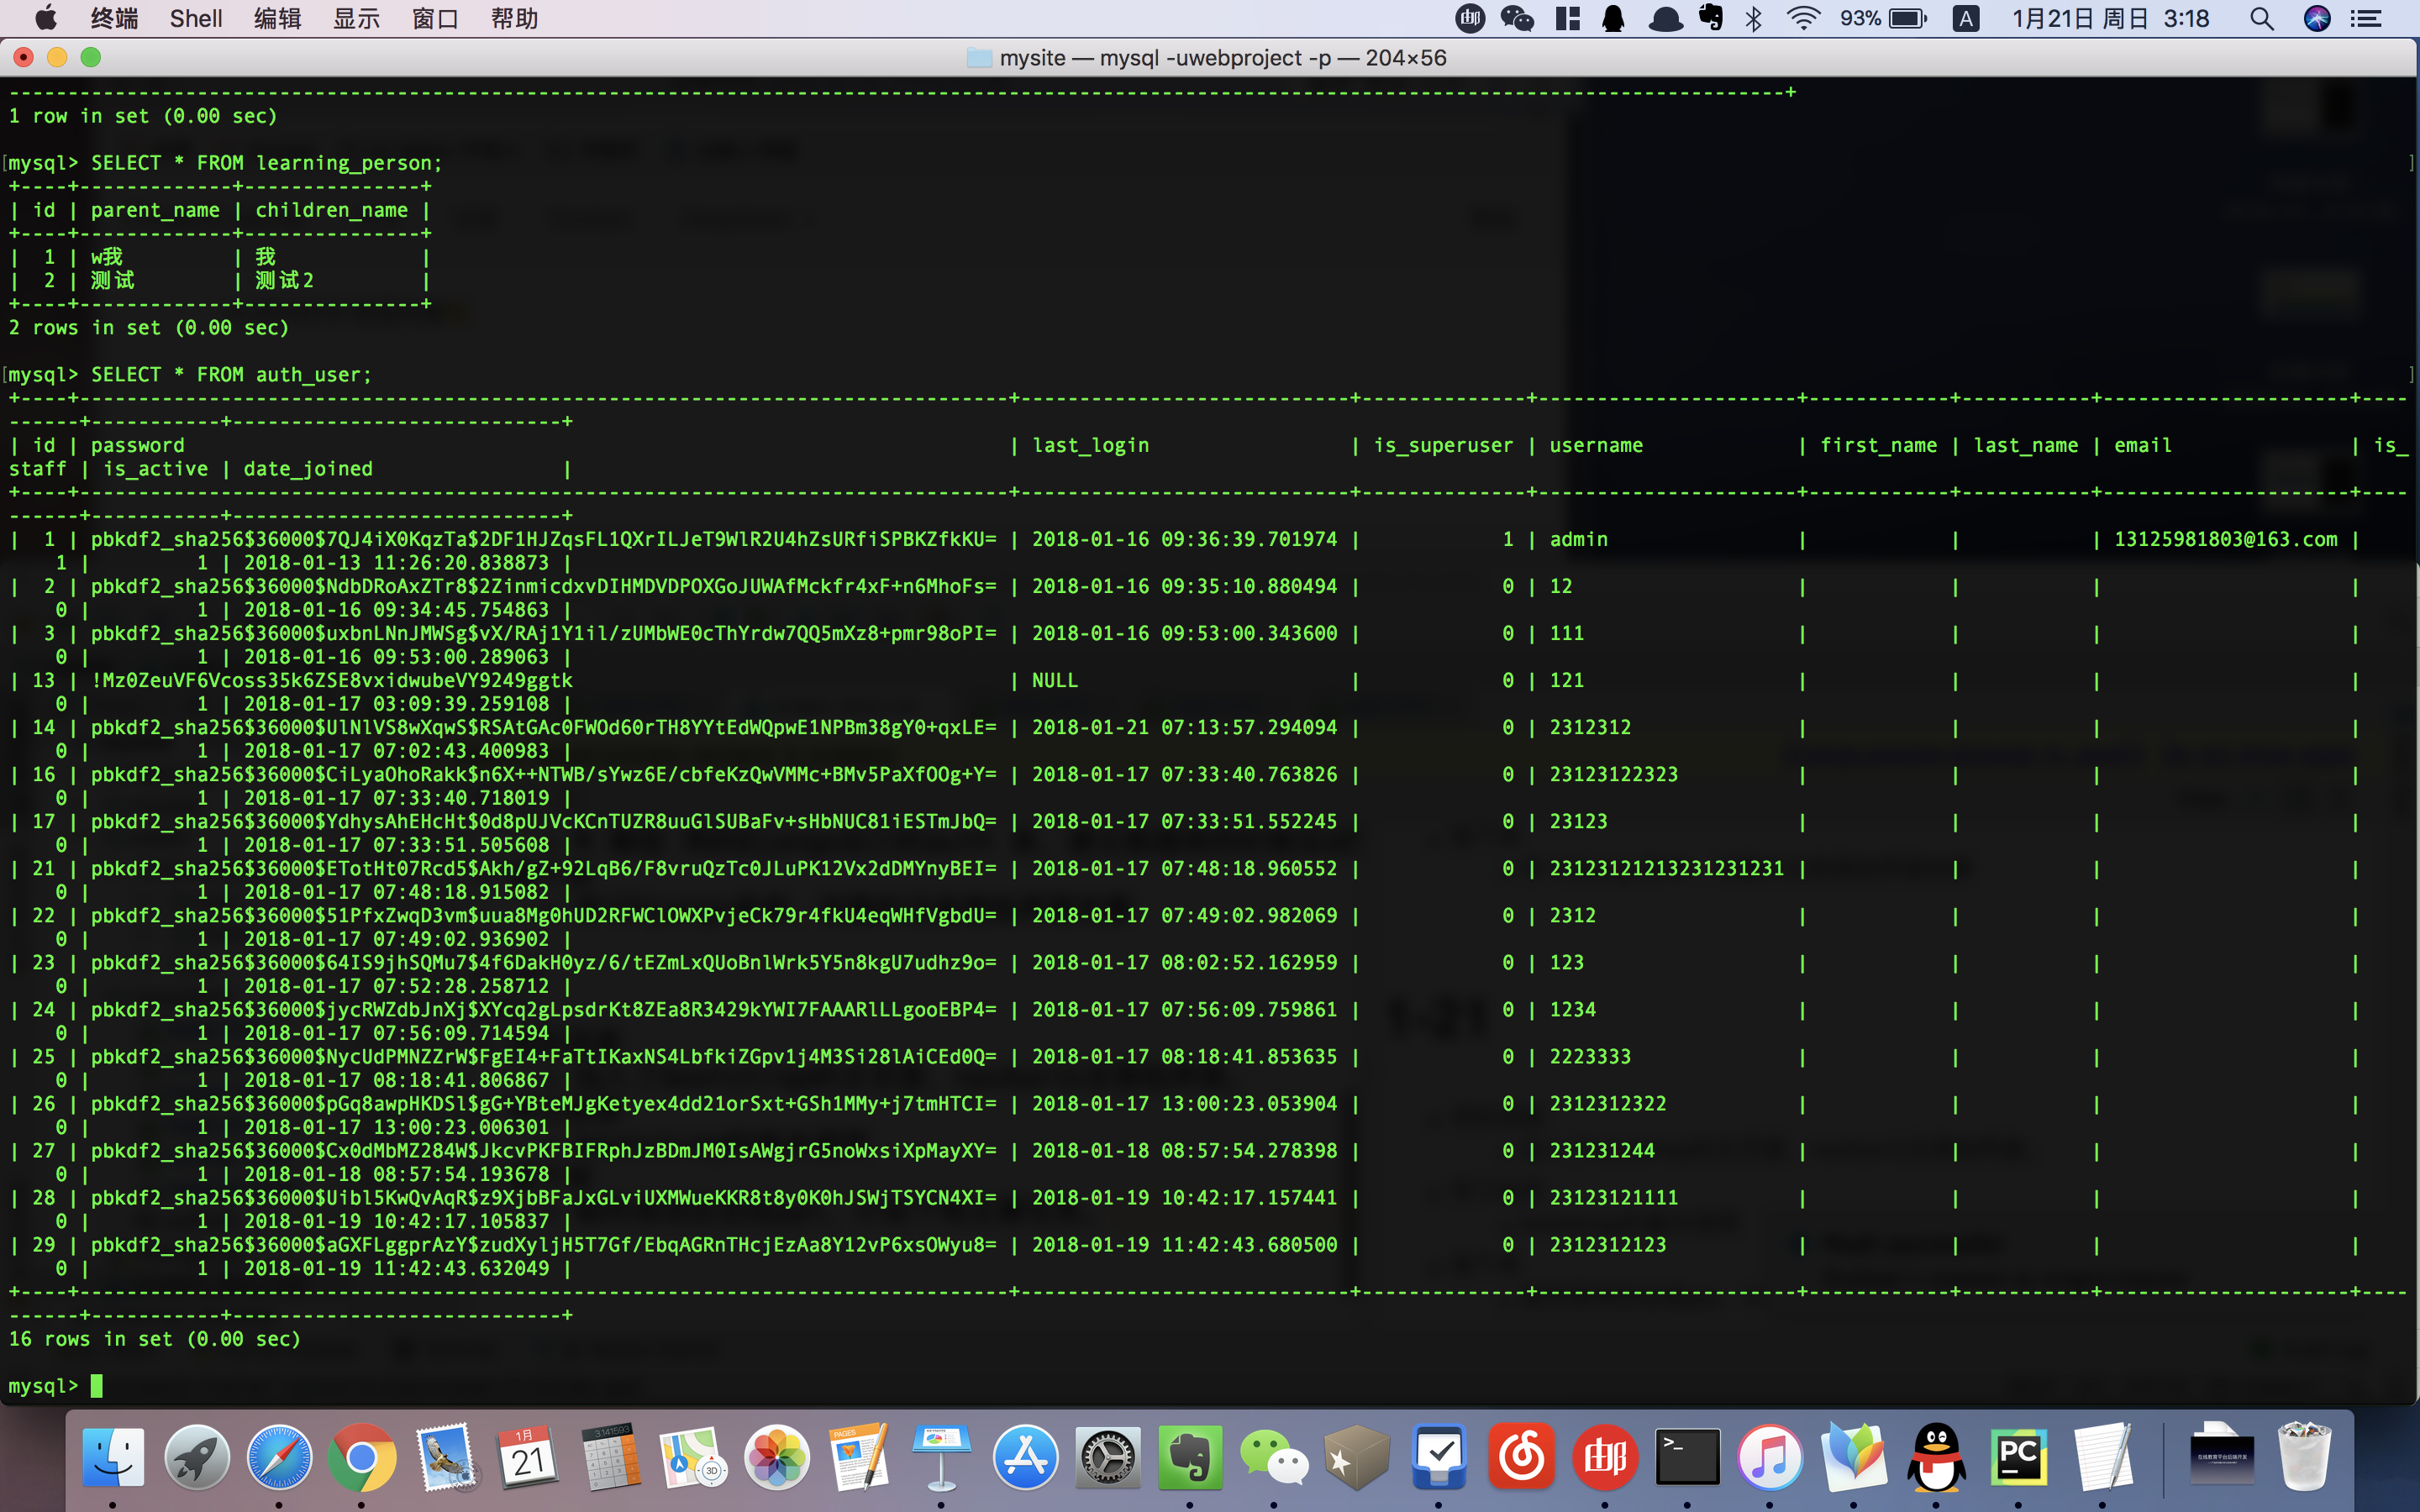 终端 Shell 编辑 显示 窗口 帮助 93% A 1月21日 周日 3:18
mysite — mysql -uwebproject -p — 204×56
1 row in set (0.00 sec)
mysql> SELECT * FROM learning_person;
| id | parent_name | children_name |
| 1 | w我 | 我 |
| 2 | 测试 | 测试2 |
2 rows in set (0.00 sec)
mysql> SELECT * FROM auth_user;
| id | password | last_login | is_superuser | username | first_name | last_name | email | is_
staff | is_active | date_joined |
| 1 | pbkdf2_sha256$36000$7QJ4iX0KqzTa$2DF1HJZqsFL1QXrILJeT9WlR2U4hZsURfiSPBKZfkKU= | 2018-01-16 09:36:39.701974 | 1 | admin | | | 13125981803@163.com |
1 | 1 | 2018-01-13 11:26:20.838873 |
| 2 | pbkdf2_sha256$36000$NdbDRoAxZTr8$2ZinmicdxvDIHMDVDPOXGoJUWAfMckfr4xF+n6MhoFs= | 2018-01-16 09:35:10.880494 | 0 | 12 | | | |
0 | 1 | 2018-01-16 09:34:45.754863 |
| 3 | pbkdf2_sha256$36000$uxbnLNnJMWSg$vX/RAj1Y1il/zUMbWE0cThYrdw7QQ5mXz8+pmr98oPI= | 2018-01-16 09:53:00.343600 | 0 | 111 | | | |
0 | 1 | 2018-01-16 09:53:00.289063 |
| 13 | !Mz0ZeuVF6Vcoss35k6ZSE8vxidwubeVY9249ggtk | NULL | 0 | 121 | | | |
0 | 1 | 2018-01-17 03:09:39.259108 |
| 14 | pbkdf2_sha256$36000$UlNlVS8wXqwS$RSAtGAc0FWOd60rTH8YYtEdWQpwE1NPBm38gY0+qxLE= | 2018-01-21 07:13:57.294094 | 0 | 2312312 | | | |
0 | 1 | 2018-01-17 07:02:43.400983 |
| 16 | pbkdf2_sha256$36000$CiLyaOhoRakk$n6X++NTWB/sYwz6E/cbfeKzQwVMMc+BMv5PaXfOOg+Y= | 2018-01-17 07:33:40.763826 | 0 | 23123122323 | | | |
0 | 1 | 2018-01-17 07:33:40.718019 |
| 17 | pbkdf2_sha256$36000$YdhysAhEHcHt$0d8pUJVcKCnTUZR8uuGlSUBaFv+sHbNUC81iESTmJbQ= | 2018-01-17 07:33:51.552245 | 0 | 23123 | | | |
0 | 1 | 2018-01-17 07:33:51.505608 |
| 21 | pbkdf2_sha256$36000$ETotHt07Rcd5$Akh/gZ+92LqB6/F8vruQzTc0JLuPK12Vx2dDMYnyBEI= | 2018-01-17 07:48:18.960552 | 0 | 23123121213231231231 | | | |
0 | 1 | 2018-01-17 07:48:18.915082 |
| 22 | pbkdf2_sha256$36000$51PfxZwqD3vm$uua8Mg0hUD2RFWClOWXPvjeCk79r4fkU4eqWHfVgbdU= | 2018-01-17 07:49:02.982069 | 0 | 2312 | | | |
0 | 1 | 2018-01-17 07:49:02.936902 |
| 23 | pbkdf2_sha256$36000$64IS9jhSQMu7$4f6DakH0yz/6/tEZmLxQUoBnlWrk5Y5n8kgU7udhz9o= | 2018-01-17 08:02:52.162959 | 0 | 123 | | | |
0 | 1 | 2018-01-17 07:52:28.258712 |
| 24 | pbkdf2_sha256$36000$jycRWZdbJnXj$XYcq2gLpsdrKt8ZEa8R3429kYWI7FAAARlLLgooEBP4= | 2018-01-17 07:56:09.759861 | 0 | 1234 | | | |
0 | 1 | 2018-01-17 07:56:09.714594 |
| 25 | pbkdf2_sha256$36000$NycUdPMNZZrW$FgEI4+FaTtIKaxNS4LbfkiZGpv1j4M3Si28lAiCEd0Q= | 2018-01-17 08:18:41.853635 | 0 | 2223333 | | | |
0 | 1 | 2018-01-17 08:18:41.806867 |
| 26 | pbkdf2_sha256$36000$pGq8awpHKDSl$gG+YBteMJgKetyex4dd21orSxt+GSh1MMy+j7tmHTCI= | 2018-01-17 13:00:23.053904 | 0 | 2312312322 | | | |
0 | 1 | 2018-01-17 13:00:23.006301 |
| 27 | pbkdf2_sha256$36000$Cx0dMbMZ284W$JkcvPKFBIFRphJzBDmJM0IsAWgjrG5noWxsiXpMayXY= | 2018-01-18 08:57:54.278398 | 0 | 231231244 | | | |
0 | 1 | 2018-01-18 08:57:54.193678 |
| 28 | pbkdf2_sha256$36000$Uibl5KwQvAqR$z9XjbBFaJxGLviUXMWueKKR8t8y0K0hJSWjTSYCN4XI= | 2018-01-19 10:42:17.157441 | 0 | 23123121111 | | | |
0 | 1 | 2018-01-19 10:42:17.105837 |
| 29 | pbkdf2_sha256$36000$aGXFLggprAzY$zudXyljH5T7Gf/EbqAGRnTHcjEzAa8Y12vP6xsOWyu8= | 2018-01-19 11:42:43.680500 | 0 | 2312312123 | | | |
0 | 1 | 2018-01-19 11:42:43.632049 |
16 rows in set (0.00 sec)
mysql>
1月
21
3.141593
3D
PAGES
邮
>_
PC